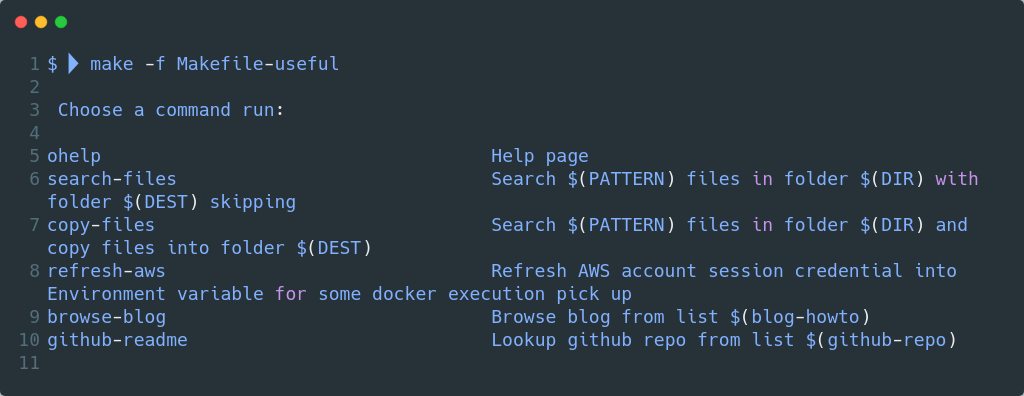 1 $ ▶ make -f Makefile-useful
2
3 Choose a command run:
4
5 ohelp Help page
6 search-files Search $(PATTERN) files in folder $(DIR) with
folder $(DEST) skipping
7 copy-files Search $(PATTERN) files in folder $(DIR) and
copy files into folder $(DEST)
8 refresh-aws Refresh AWS account session credential into
Environment variable for some docker execution pick up
9 browse-blog Browse blog from list $(blog-howto)
10 github-readme Lookup github repo from list $(github-repo)
11